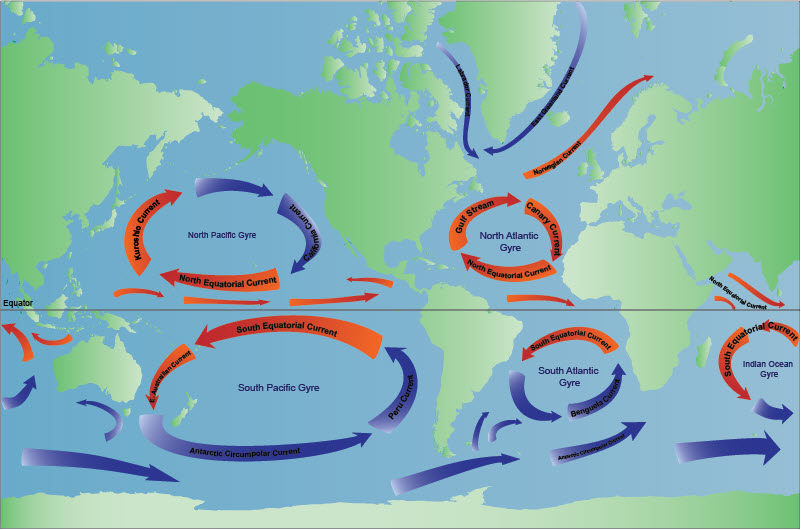 Labrador Current
East Greenland Current
Norwegian Current
Kuroshio Current
North Pacific Gyre
California Current
North Equatorial Current
Gulf Stream
Canary Current
North Atlantic
Gyre
North Equatorial Current
North Equatorial Current
Equator
South Equatorial Current
Australian Current
South Pacific Gyre
Peru Current
Antarctic Circumpolar Current
South Equatorial Current
South Atlantic
Gyre
Benguela Current
Antarctic Circumpolar Current
South Equatorial Current
Indian Ocean
Gyre